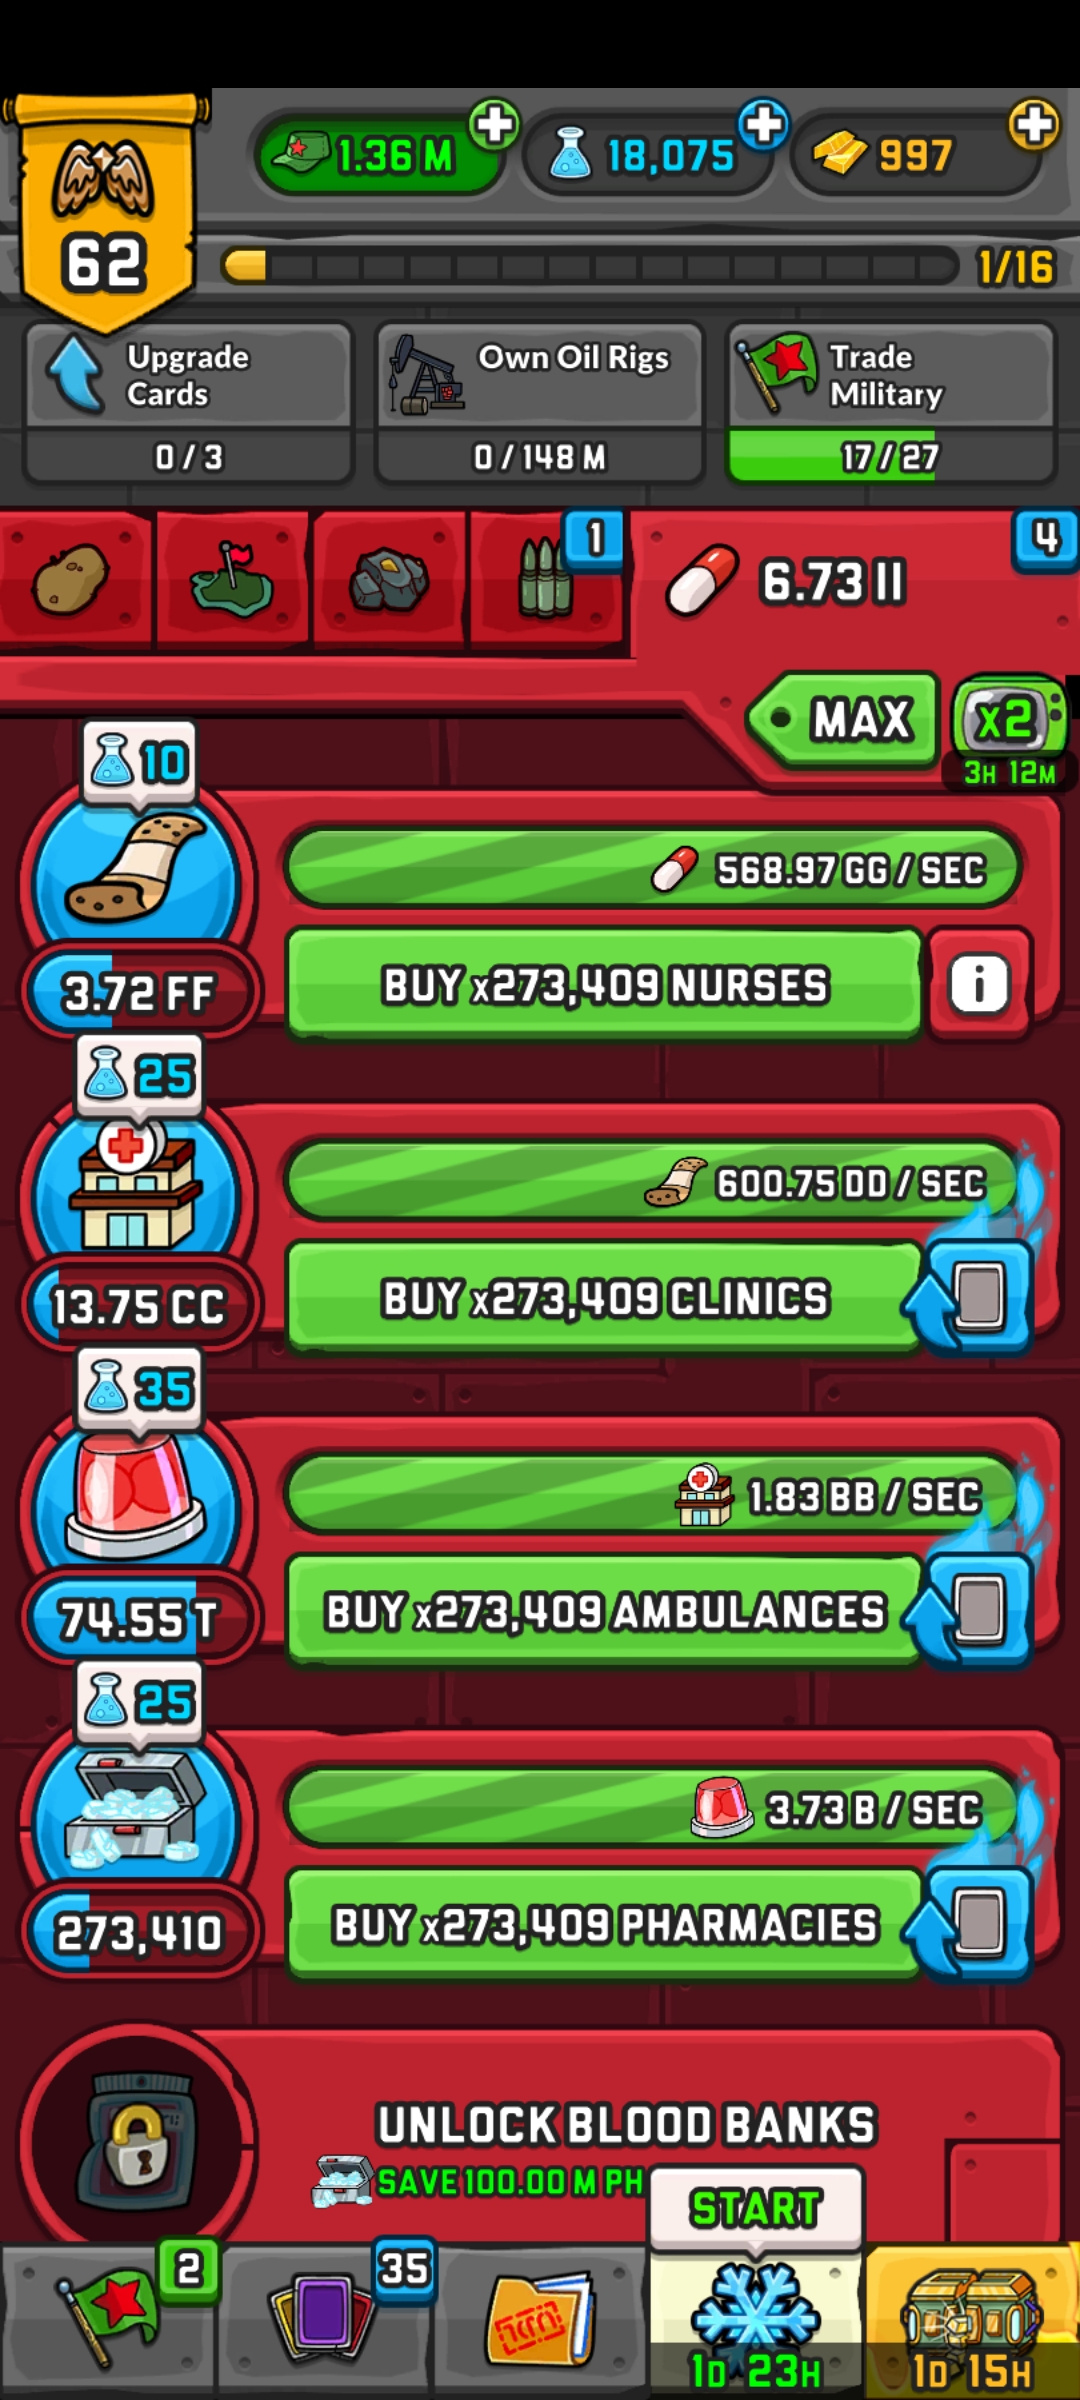 1.36 M
18,075
997
62
1/16
Upgrade
Cards
0 / 3
Own Oil Rigs
0 / 148 M
Trade
Military
17 / 27
1
6.73 II
4
MAX
x2
3H 12M
10
568.97 GG / SEC
3.72 FF
BUY x273,409 NURSES
i
25
600.75 DD / SEC
13.75 CC
BUY x273,409 CLINICS
35
1.83 BB / SEC
74.55 T
BUY x273,409 AMBULANCES
25
3.73 B / SEC
273,410
BUY x273,409 PHARMACIES
UNLOCK BLOOD BANKS
SAVE 100.00 M PH
START
2
35
1D 23H
1D 15H